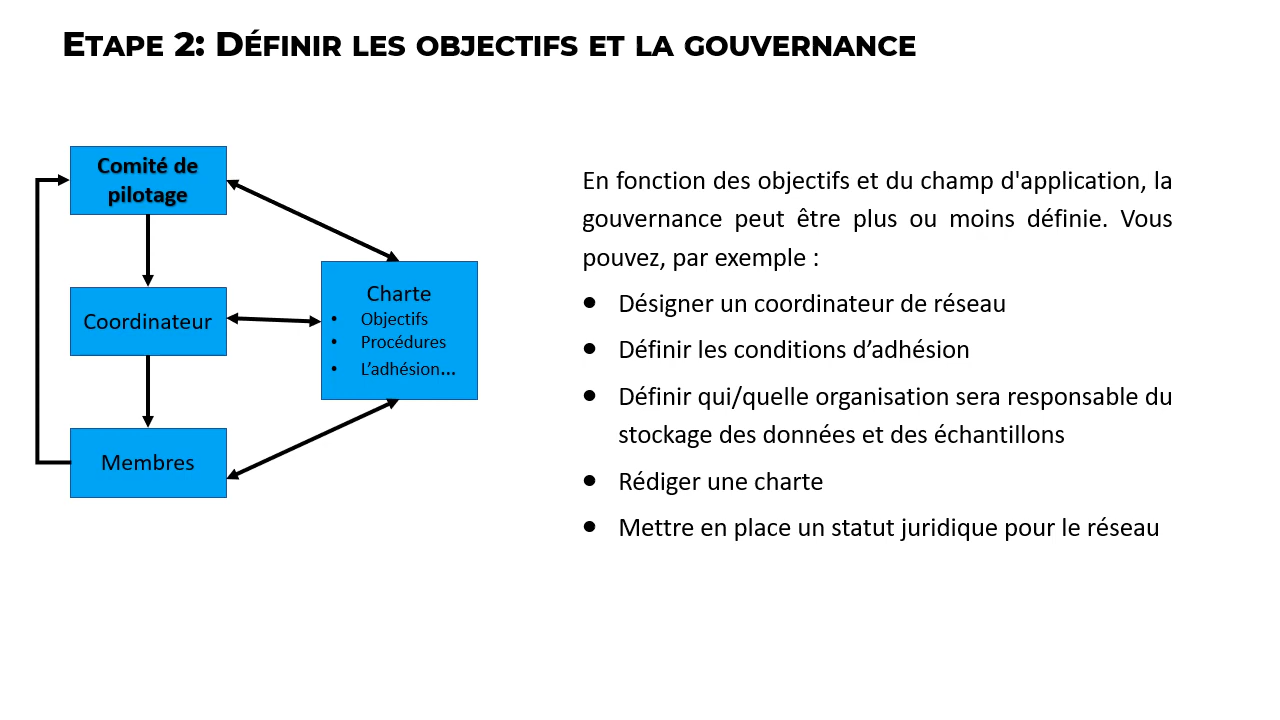 ETAPE 2: DÉFINIR LES OBJECTIFS ET LA GOUVERNANCE
Comité de
pilotage
Coordinateur
Membres
Charte
• Objectifs
• Procédures
• L’adhésion...
En fonction des objectifs et du champ d'application, la
gouvernance peut être plus ou moins définie. Vous
pouvez, par exemple :
● Désigner un coordinateur de réseau
● Définir les conditions d’adhésion
● Définir qui/quelle organisation sera responsable du
stockage des données et des échantillons
● Rédiger une charte
● Mettre en place un statut juridique pour le réseau